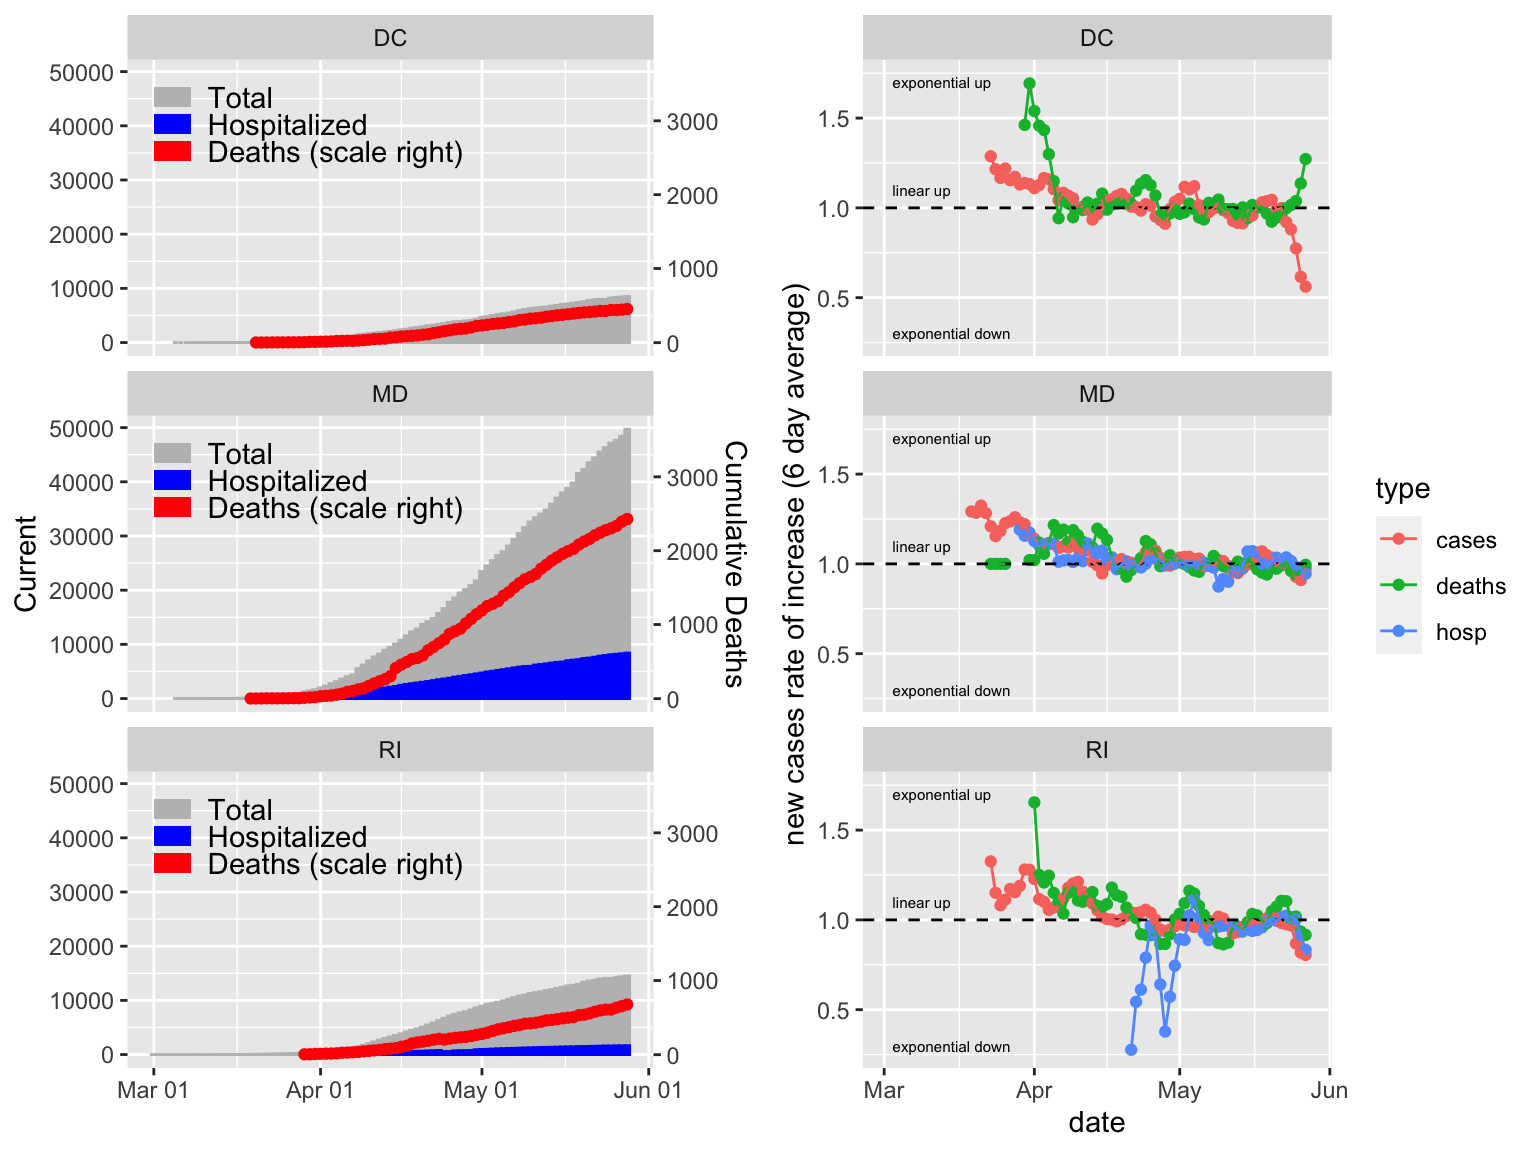 DC
50000
40000
30000
20000
10000
0
Total
Hospitalized
Deaths (scale right)
3000
2000
1000
0
MD
50000
40000
30000
20000
10000
0
Total
Hospitalized
Deaths (scale right)
3000
2000
1000
0
RI
50000
40000
30000
20000
10000
0
Total
Hospitalized
Deaths (scale right)
3000
2000
1000
0
Mar 01
Apr 01
May 01
Jun 01
Current
Cumulative Deaths
new cases rate of increase (6 day average)
DC
1.5
1.0
0.5
exponential up
linear up
exponential down
MD
1.5
1.0
0.5
exponential up
linear up
exponential down
RI
1.5
1.0
0.5
exponential up
linear up
exponential down
Mar
Apr
May
Jun
date
type
cases
deaths
hosp